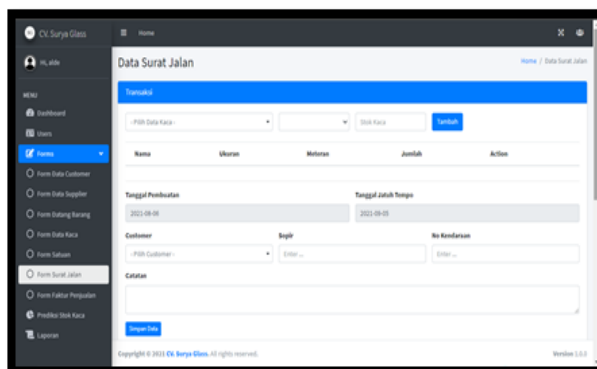 CV. Surya Glass
Home
Hi, alde
Data Surat Jalan
Home / Data Surat Jalan
MENU
Dashboard
Users
Forms
Form Data Customer
Form Data Supplier
Form Datang Barang
Form Data Kaca
Form Satuan
Form Surat Jalan
Form Faktur Penjualan
Prediksi Stok Kaca
Laporan
Transaksi
- Pilih Data Kaca -
Stok Kaca
Tambah
Nama Ukuran Meteran Jumlah Action
Tanggal Pembuatan
Tanggal Jatuh Tempo
2021-08-06
2021-09-05
Customer
Sopir
No Kendaraan
- Pilih Customer -
Enter ...
Enter ...
Catatan
Simpan Data
Copyright © 2021 CV. Surya Glass. All rights reserved.
Version 1.0.0